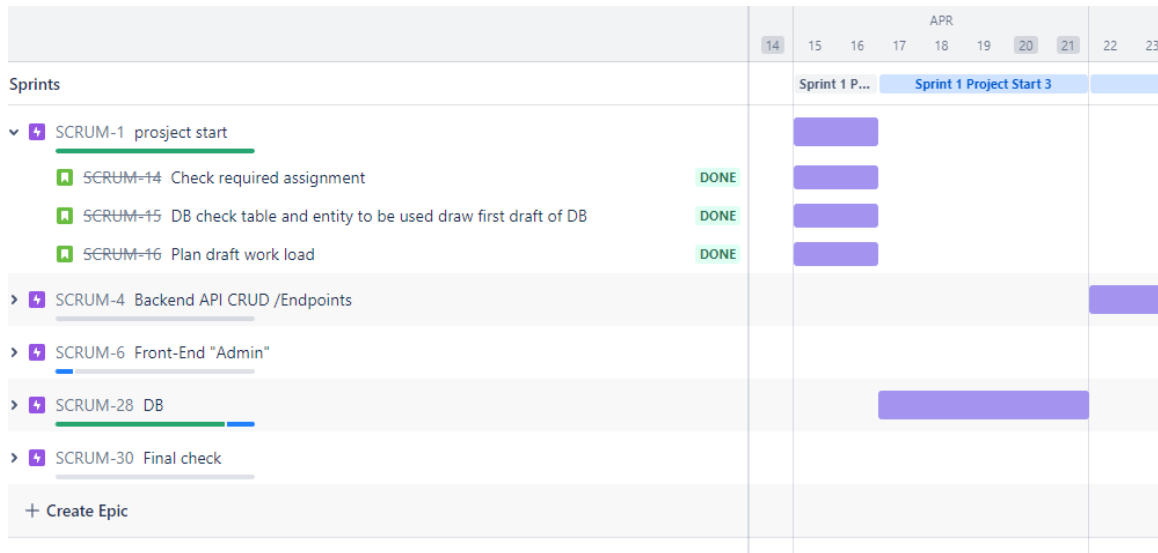 APR
14 15 16 17 18 19 20 21 22 23
Sprints
Sprint 1 P... Sprint 1 Project Start 3
SCRUM-1 prosject start
SCRUM-14 Check required assignment DONE
SCRUM-15 DB check table and entity to be used draw first draft of DB DONE
SCRUM-16 Plan draft work load DONE
SCRUM-4 Backend API CRUD /Endpoints
SCRUM-6 Front-End "Admin"
SCRUM-28 DB
SCRUM-30 Final check
+ Create Epic